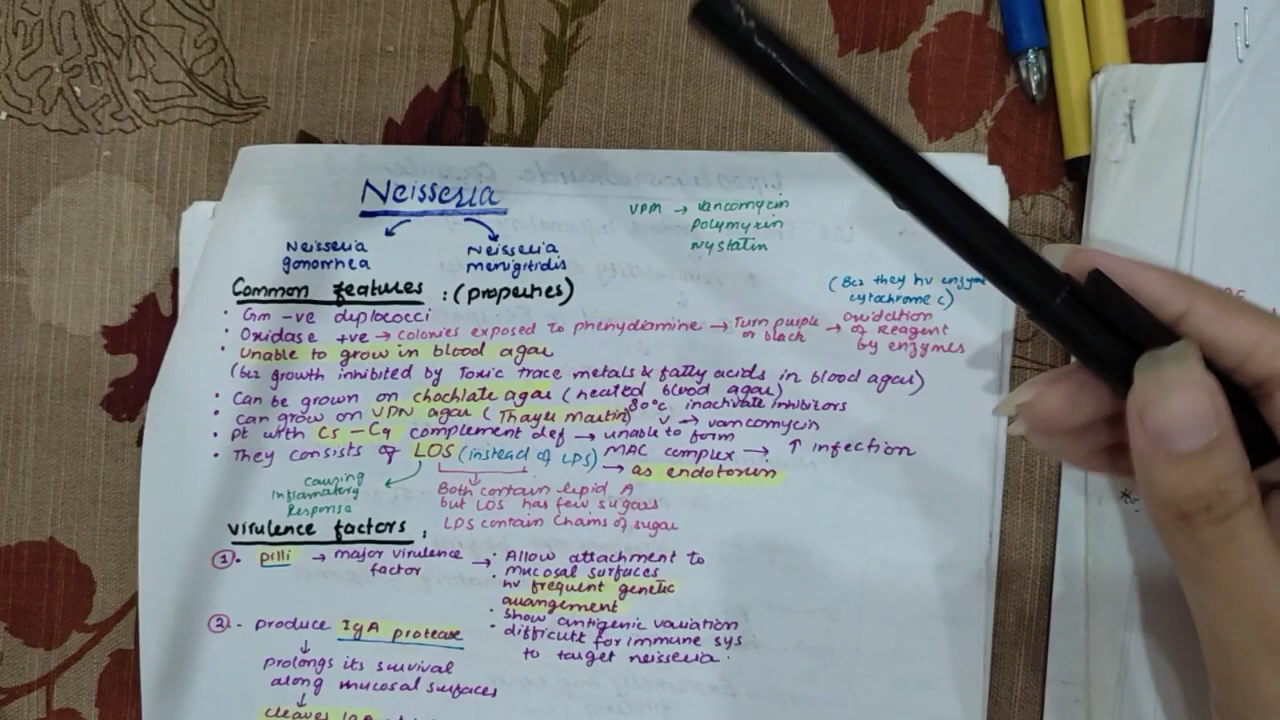 Neisseria
VPM → vancomycin
polymyxin
nystatin
Neisseria gonorrhea
Neisseria menigitidis
Common features : (properties)
(Bcz they hv enzyme cytochrome c)
• Gm -ve diplococci
• Oxidase +ve → colonies exposed to phenydiamine → Turn purple or black → oxidation of Reagent by enzymes
• Unable to grow in blood agar
(bcz growth inhibited by Toxic trace metals & fatty acids in blood agar)
• Can be grown on choclate agar (heated blood agar)
80°c inactivate inhibitors
• can grow on VPN agar (Thayer Martin) V → vancomycin
• pt with C5 - C9 complement def → unable to form MAC complex → ↑ infection
• They consists of LOS (instead of LPS) → as endotoxin
causing Inflamatory Response
Both contain lipid A
but LOS has few sugars
LPS contain chains of sugar
Virulence factors :
①. pilli → major virulence factor → • Allow attachment to
mucosal surfaces
• hv frequent genetic
arrangement
• show antigenic variation
• difficult for immune sys
to target neisseria.
②- produce IgA protease
↓
prolongs its survival
along mucosal surfaces
↓
cleaves IgA